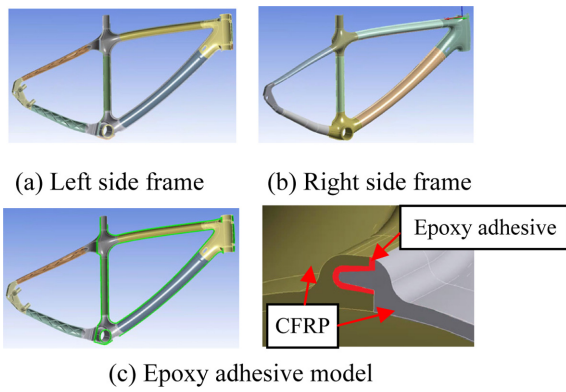 (a) Left side frame
(b) Right side frame
Epoxy adhesive
CFRP
(c) Epoxy adhesive model